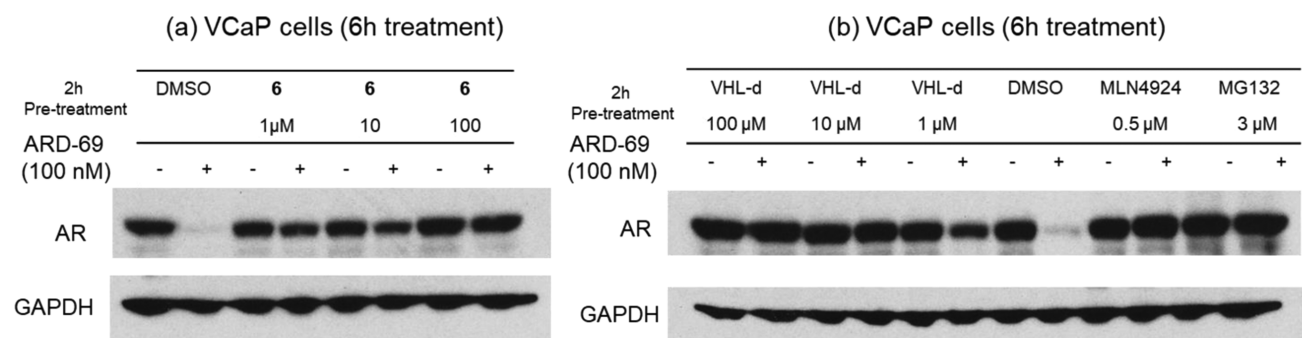 (a) VCaP cells (6h treatment)
2h
Pre-treatment
DMSO 6 6 6
1µM 10 100
ARD-69
(100 nM)
- + - + - + - +
AR
GAPDH
(b) VCaP cells (6h treatment)
2h
Pre-treatment
VHL-d VHL-d VHL-d DMSO MLN4924 MG132
100 µM 10 µM 1 µM 0.5 µM 3 µM
ARD-69
(100 nM)
- + - + - + - + - + - +
AR
GAPDH